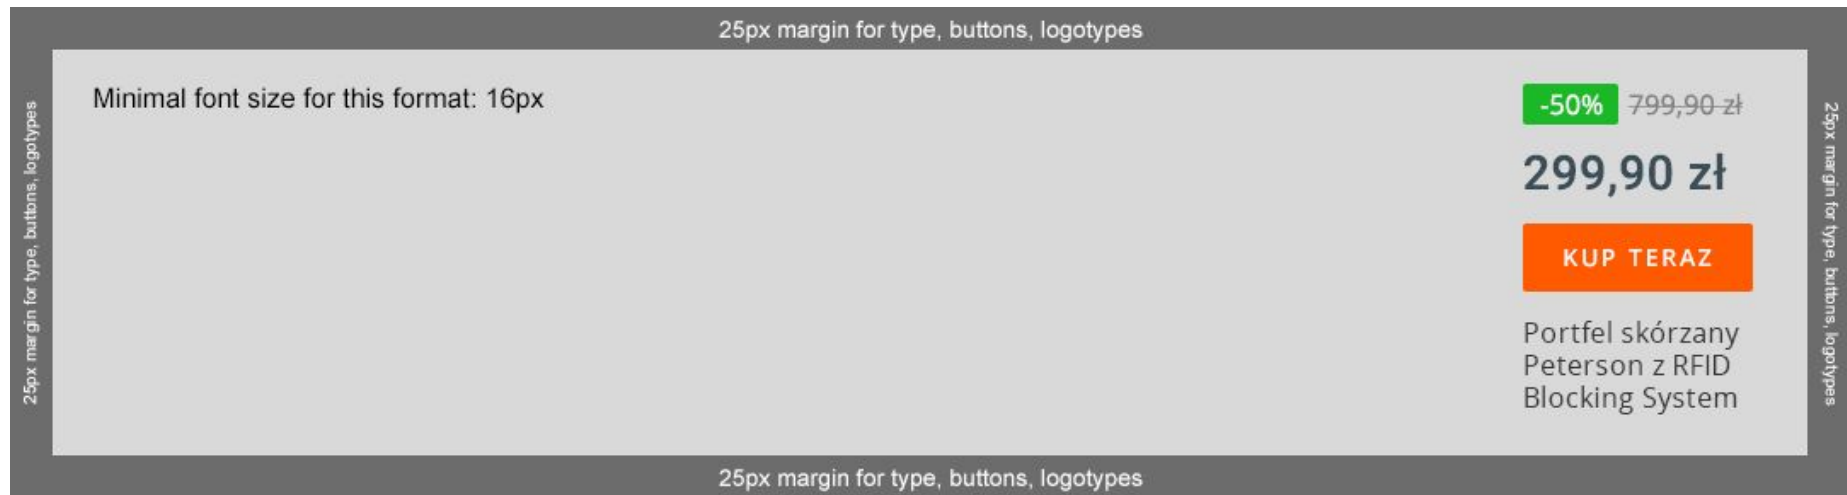 25px margin for type, buttons, logotypes
25px margin for type, buttons, logotypes
Minimal font size for this format: 16px
-50% 799,90 zł
299,90 zł
KUP TERAZ
Portfel skórzany
Peterson z RFID
Blocking System
25px margin for type, buttons, logotypes
25px margin for type, buttons, logotypes